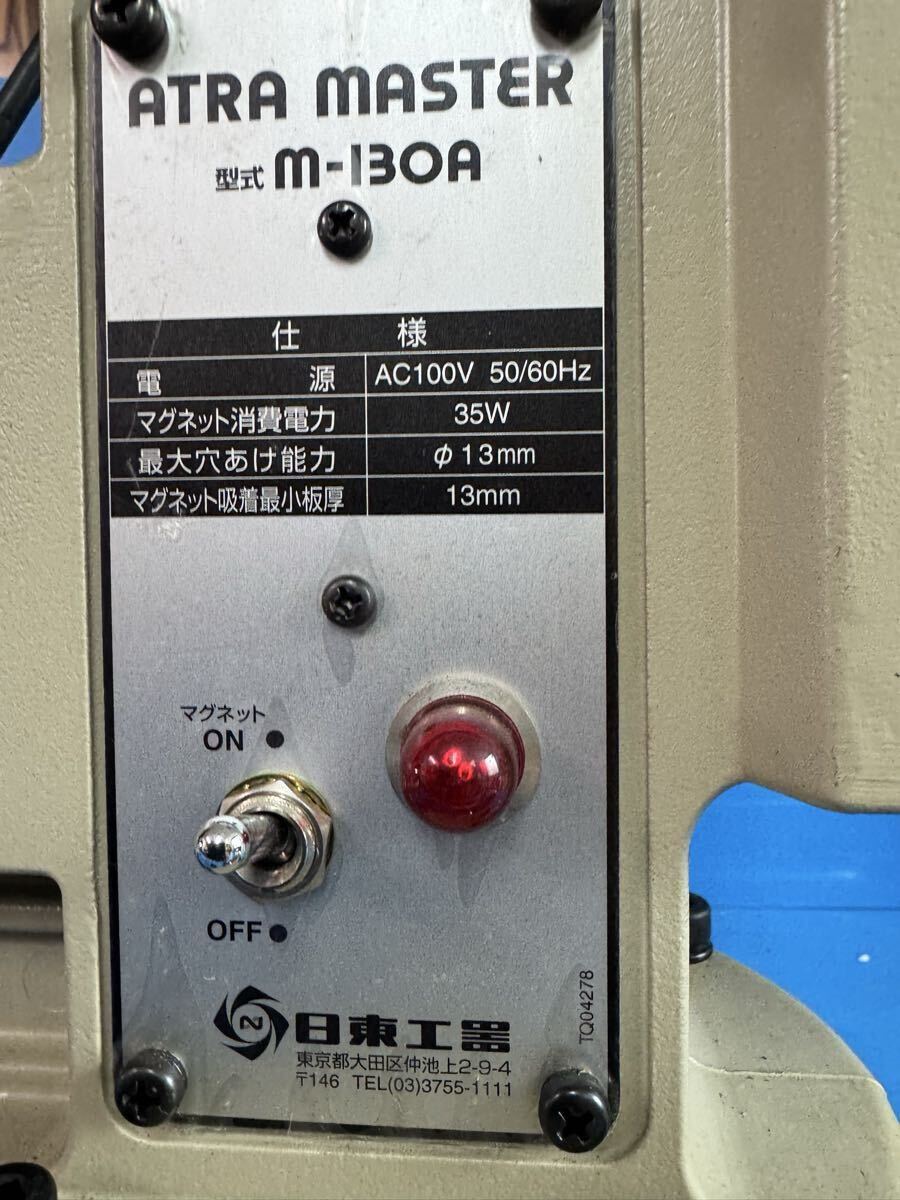 ATRA MASTER
型式 M-130A
仕様
電源 AC100V 50/60Hz
マグネット消費電力 35W
最大穴あけ能力 φ13mm
マグネット吸着最小板厚 13mm
マグネット
ON
OFF
TQ04278
N
日東工器
東京都大田区仲池上2-9-4
〒146 TEL(03)3755-1111